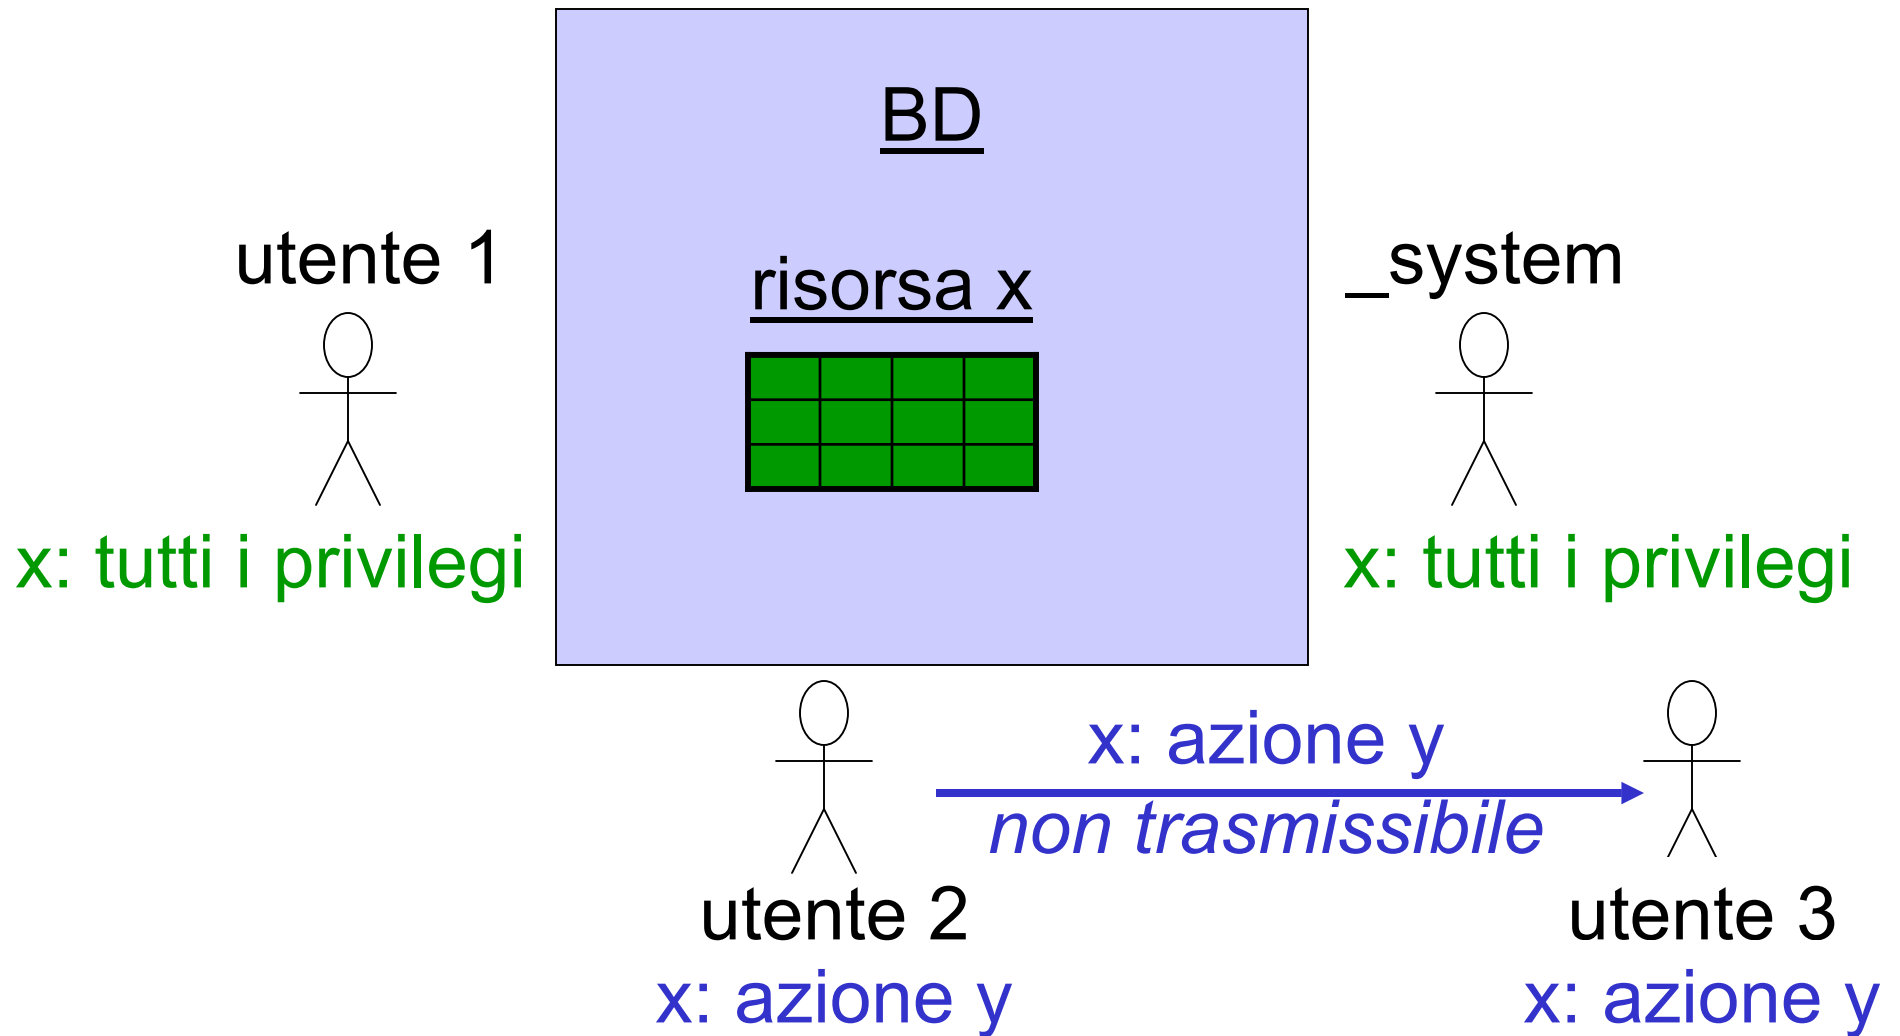 BD
utente 1
risorsa x
_system
x: tutti i privilegi
x: tutti i privilegi
x: azione y
non trasmissibile
utente 2
utente 3
x: azione y
x: azione y